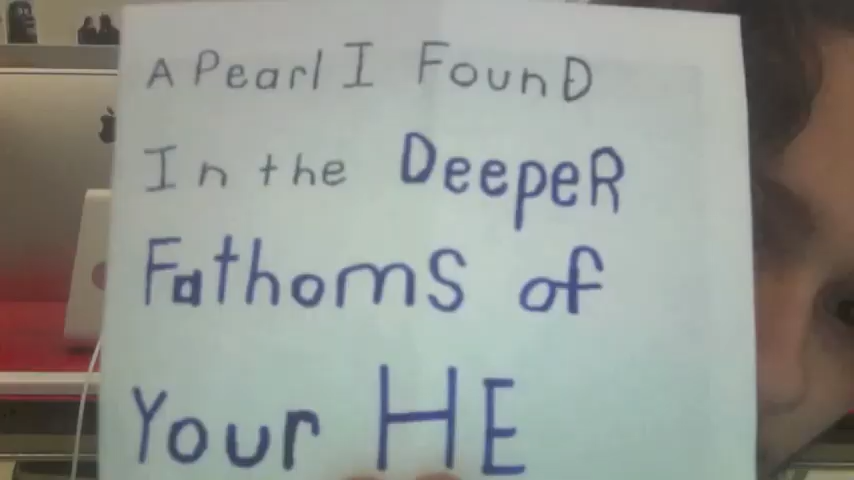 A Pearl I FounD
In the DeepeR
Fathoms of
Your HE